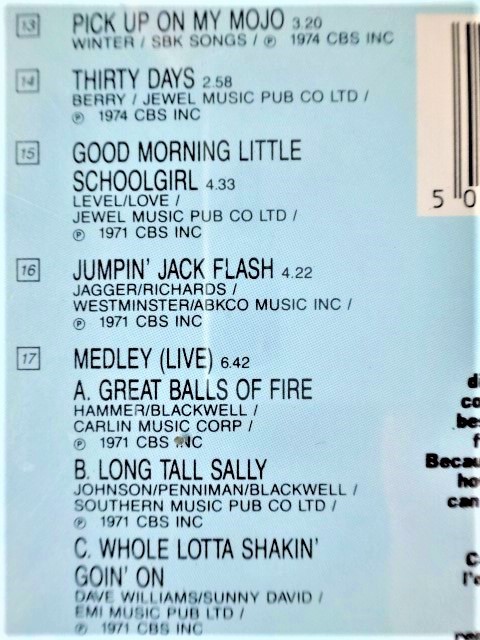 13 PICK UP ON MY MOJO 3.20
WINTER / SBK SONGS / ℗ 1974 CBS INC
14 THIRTY DAYS 2.58
BERRY / JEWEL MUSIC PUB CO LTD /
℗ 1974 CBS INC
15 GOOD MORNING LITTLE
SCHOOLGIRL 4.33
LEVEL/LOVE /
JEWEL MUSIC PUB CO LTD /
℗ 1971 CBS INC
16 JUMPIN' JACK FLASH 4.22
JAGGER/RICHARDS /
WESTMINSTER/ABKCO MUSIC INC /
℗ 1971 CBS INC
17 MEDLEY (LIVE) 6.42
A. GREAT BALLS OF FIRE
HAMMER/BLACKWELL /
CARLIN MUSIC CORP /
℗ 1971 CBS INC
B. LONG TALL SALLY
JOHNSON/PENNIMAN/BLACKWELL /
SOUTHERN MUSIC PUB CO LTD /
℗ 1971 CBS INC
C. WHOLE LOTTA SHAKIN'
GOIN' ON
DAVE WILLIAMS/SUNNY DAVID /
EMI MUSIC PUB LTD /
℗ 1971 CBS INC
5 0
Becau
can